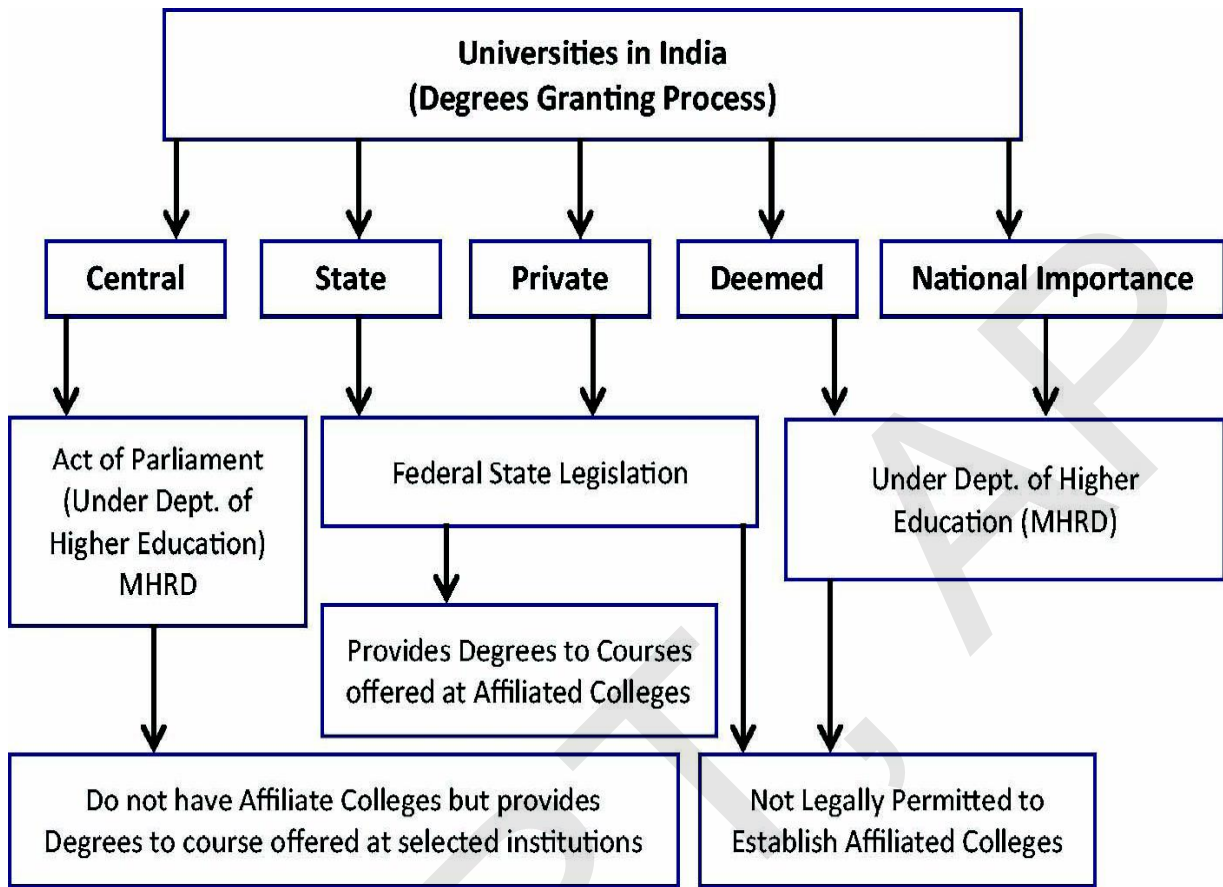 Universities in India
(Degrees Granting Process)
Central
State
Private
Deemed
National Importance
Act of Parliament
(Under Dept. of
Higher Education)
MHRD
Federal State Legislation
Under Dept. of Higher
Education (MHRD)
Provides Degrees to Courses
offered at Affiliated Colleges
Do not have Affiliate Colleges but provides
Degrees to course offered at selected institutions
Not Legally Permitted to
Establish Affiliated Colleges
PT, AP